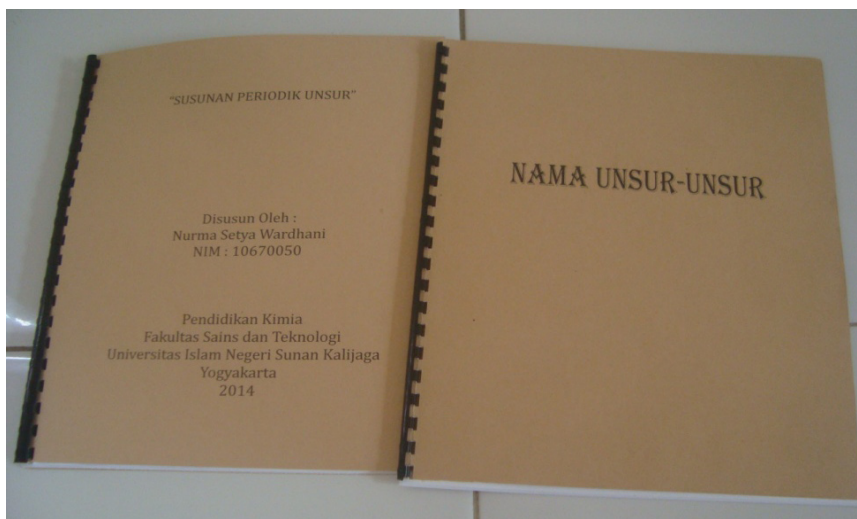 "SUSUNAN PERIODIK UNSUR"
Disusun Oleh :
Nurma Setya Wardhani
NIM : 10670050
Pendidikan Kimia
Fakultas Sains dan Teknologi
Universitas Islam Negeri Sunan Kalijaga
Yogyakarta
2014
NAMA UNSUR-UNSUR